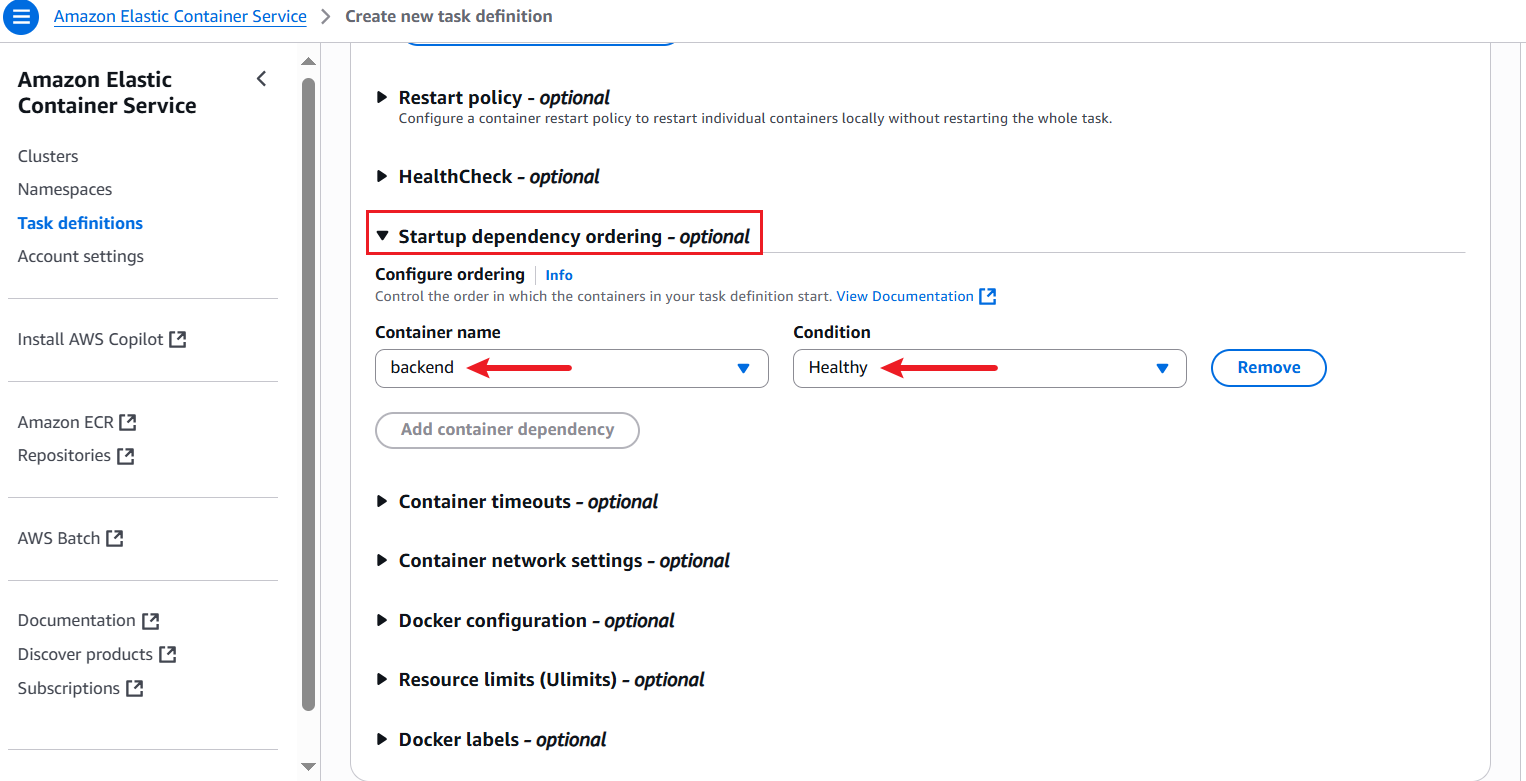 Amazon Elastic Container Service > Create new task definition
Amazon Elastic
Container Service
Clusters
Namespaces
Task definitions
Account settings
Install AWS Copilot
Amazon ECR
Repositories
AWS Batch
Documentation
Discover products
Subscriptions
Restart policy - optional
Configure a container restart policy to restart individual containers locally without restarting the whole task.
HealthCheck - optional
Startup dependency ordering - optional
Configure ordering Info
Control the order in which the containers in your task definition start. View Documentation
Container name Condition
backend Healthy Remove
Add container dependency
Container timeouts - optional
Container network settings - optional
Docker configuration - optional
Resource limits (Ulimits) - optional
Docker labels - optional